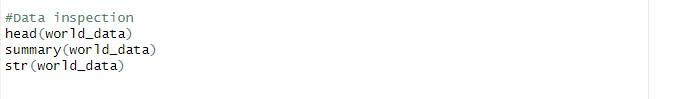 #Data inspection
head(world_data)
summary(world_data)
str(world_data)